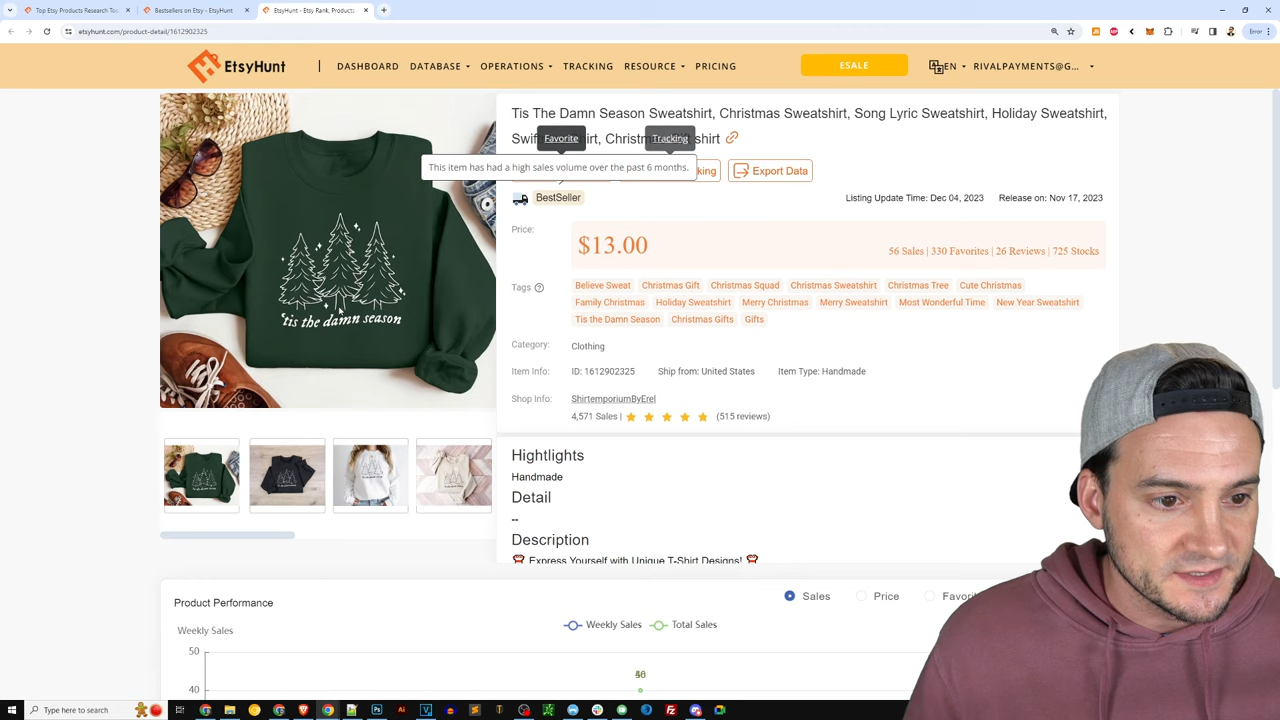 Top Etsy Products Research To
Bestsellers on Etsy - EtsyHunt
EtsyHunt - Etsy Rank, Products
etsyhunt.com/product-detail/1612902325
Error
EtsyHunt
DASHBOARD
DATABASE
OPERATIONS
TRACKING
RESOURCE
PRICING
ESALE
EN
RIVALPAYMENTS@G...
Tis The Damn Season Sweatshirt, Christmas Sweatshirt, Song Lyric Sweatshirt, Holiday Sweatshirt,
Favorite
Tracking
This item has had a high sales volume over the past 6 months.
Export Data
BestSeller
Listing Update Time: Dec 04, 2023
Release on: Nov 17, 2023
Price:
$13.00
56 Sales | 330 Favorites | 26 Reviews | 725 Stocks
Tags
Believe Sweat
Christmas Gift
Christmas Squad
Christmas Sweatshirt
Christmas Tree
Cute Christmas
Family Christmas
Holiday Sweatshirt
Merry Christmas
Merry Sweatshirt
Most Wonderful Time
New Year Sweatshirt
Tis the Damn Season
Christmas Gifts
Gifts
Category:
Clothing
Item Info:
ID: 1612902325
Ship from: United States
Item Type: Handmade
Shop Info:
ShirtemporiumByErel
4,571 Sales |
(515 reviews)
'tis the damn season
Hightlights
Handmade
Detail
--
Description
Express Yourself with Unique T-Shirt Designs!
Product Performance
Sales
Price
Favori
Weekly Sales
Weekly Sales
Total Sales
50
40
Type here to search